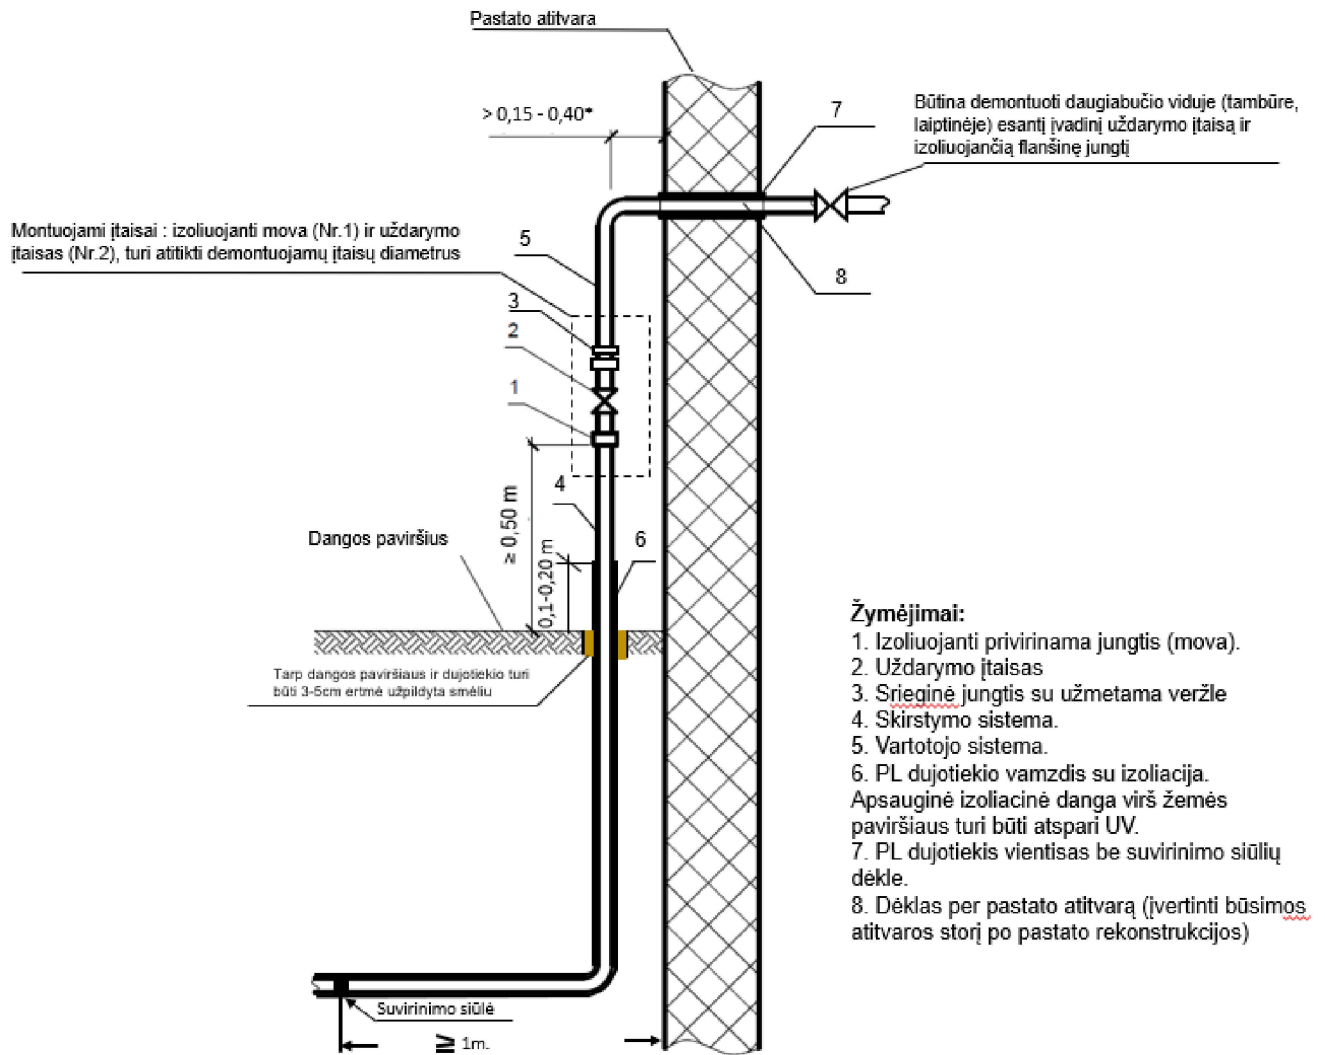 Pastato atitvara
> 0,15 - 0,40*
7
Būtina demontuoti daugiabučio viduje (tambūre,
laiptinėje) esantį įvadinį uždarymo įtaisą ir
izoliuojančią flanšinę jungtį
Montuojami įtaisai : izoliuojanti mova (Nr.1) ir uždarymo
įtaisas (Nr.2), turi atitikti demontuojamų įtaisų diametrus
5
8
3
2
1
4
≥ 0,50 m
0,1-0,20 m
6
Dangos paviršius
Tarp dangos paviršiaus ir dujotiekio turi
būti 3-5cm ertmė užpildyta smėliu
Žymėjimai:
1. Izoliuojanti privirinama jungtis (mova).
2. Uždarymo įtaisas
3. Srieginė jungtis su užmetama veržle
4. Skirstymo sistema.
5. Vartotojo sistema.
6. PL dujotiekio vamzdis su izoliacija.
Apsauginė izoliacinė danga virš žemės
paviršiaus turi būti atspari UV.
7. PL dujotiekis vientisas be suvirinimo siūlių
dėkle.
8. Dėklas per pastato atitvarą (įvertinti būsimos
atitvaros storį po pastato rekonstrukcijos)
Suvirinimo siūlė
≧ 1m.